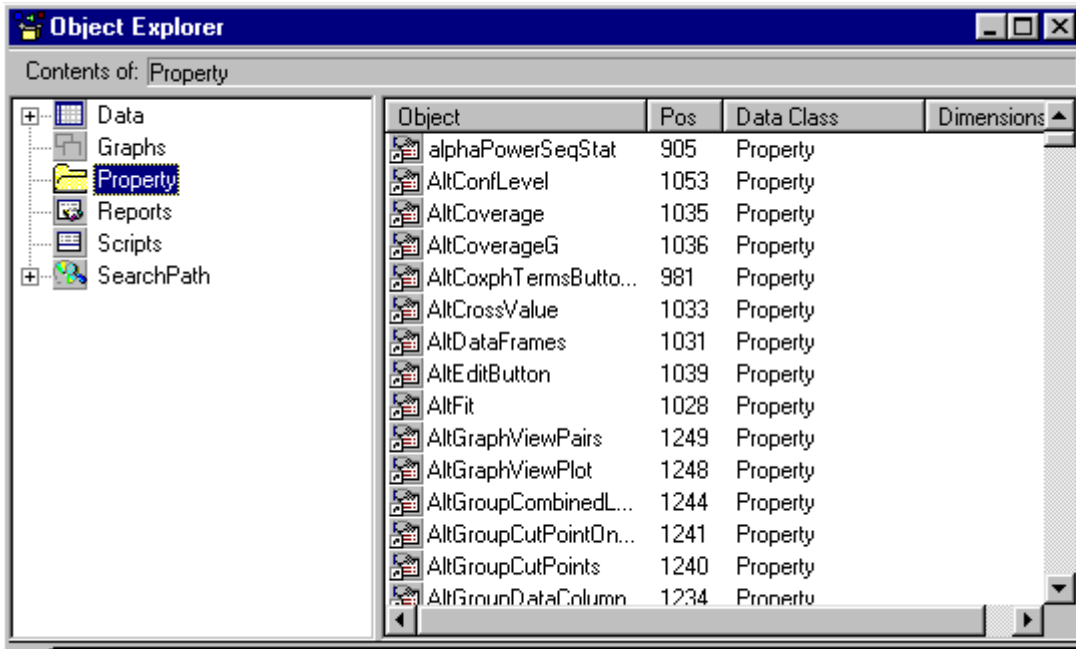 Object Explorer
Contents of: Property
Data
Graphs
Property
Reports
Scripts
SearchPath
Object Pos Data Class Dimensions
alphaPowerSeqStat 905 Property
AltConfLevel 1053 Property
AltCoverage 1035 Property
AltCoverageG 1036 Property
AltCoxphTermsButto... 981 Property
AltCrossValue 1033 Property
AltDataFrames 1031 Property
AltEditButton 1039 Property
AltFit 1028 Property
AltGraphViewPairs 1249 Property
AltGraphViewPlot 1248 Property
AltGroupCombinedL... 1244 Property
AltGroupCutPointOn... 1241 Property
AltGroupCutPoints 1240 Property
AltGroupDataColumn 1234 Property